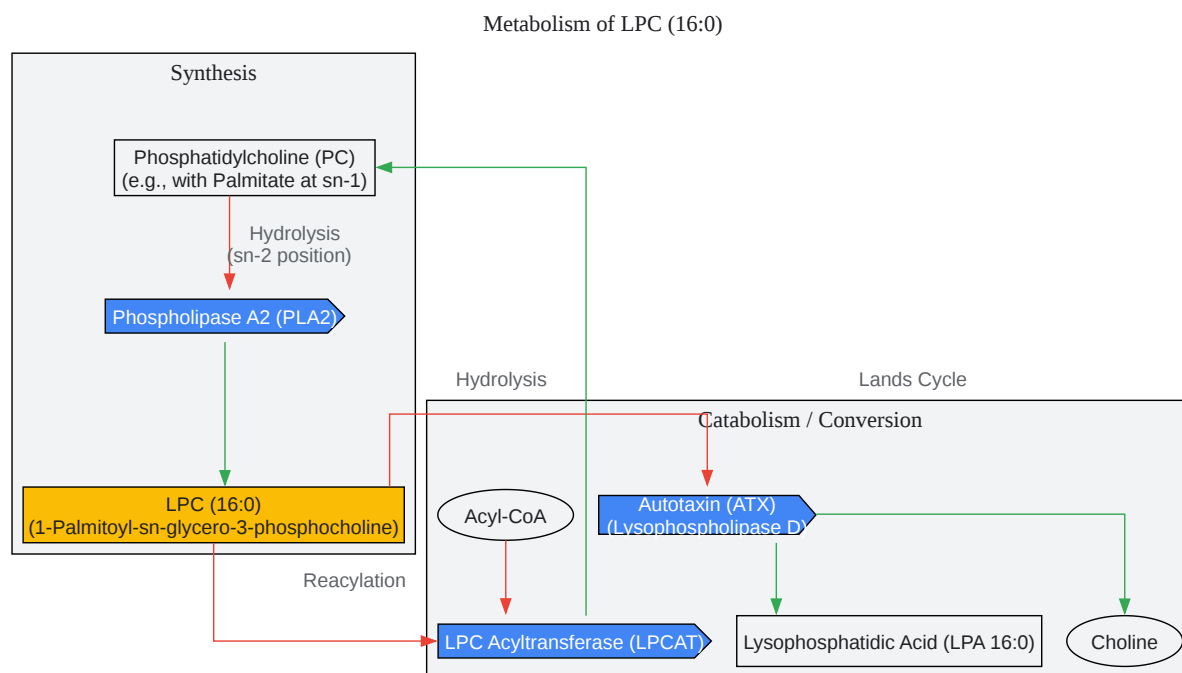 Metabolism of LPC (16:0)
Synthesis
Phosphatidylcholine (PC)
(e.g., with Palmitate at sn-1)
Hydrolysis
(sn-2 position)
Phospholipase A2 (PLA2)
Hydrolysis
Lands Cycle
Catabolism / Conversion
LPC (16:0)
(1-Palmitoyl-sn-glycero-3-phosphocholine)
Acyl-CoA
Autotaxin (ATX)
(Lysophospholipase D)
Reacylation
LPC Acyltransferase (LPCAT)
Lysophosphatidic Acid (LPA 16:0)
Choline